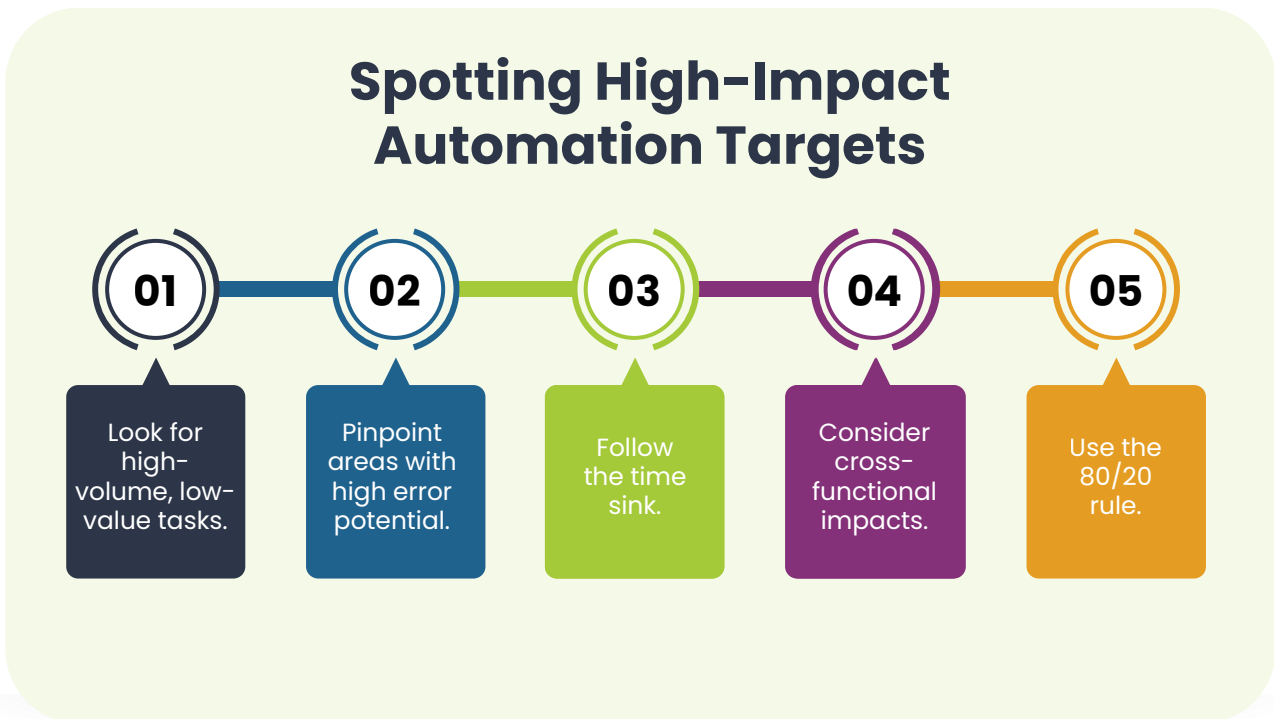 Spotting High-Impact
Automation Targets
01
02
03
04
05
Look for
high-
volume, low-
value tasks.
Pinpoint
areas with
high error
potential.
Follow
the time
sink.
Consider
cross-
functional
impacts.
Use the
80/20
rule.